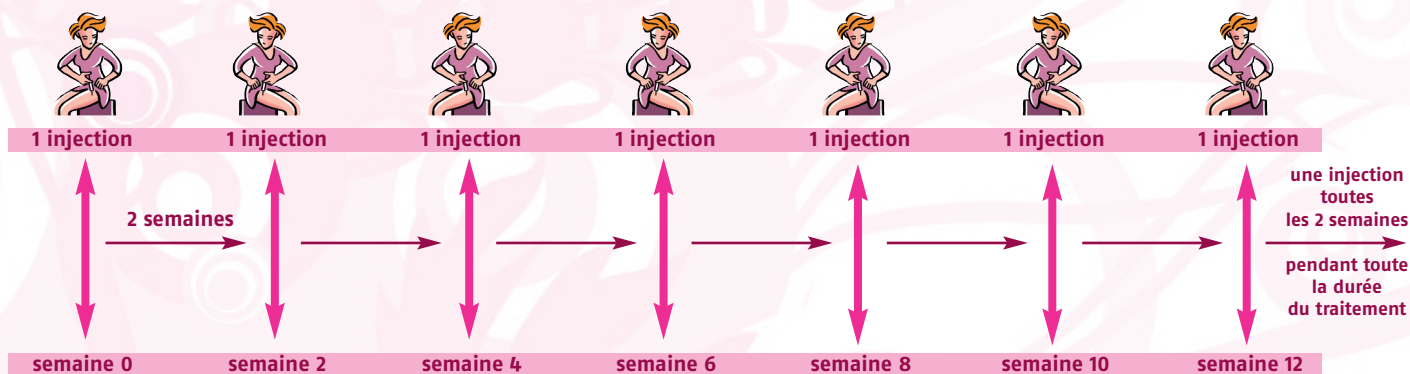 1 injection 1 injection 1 injection 1 injection 1 injection 1 injection 1 injection
2 semaines
une injection
toutes
les 2 semaines
pendant toute
la durée
du traitement
semaine 0 semaine 2 semaine 4 semaine 6 semaine 8 semaine 10 semaine 12